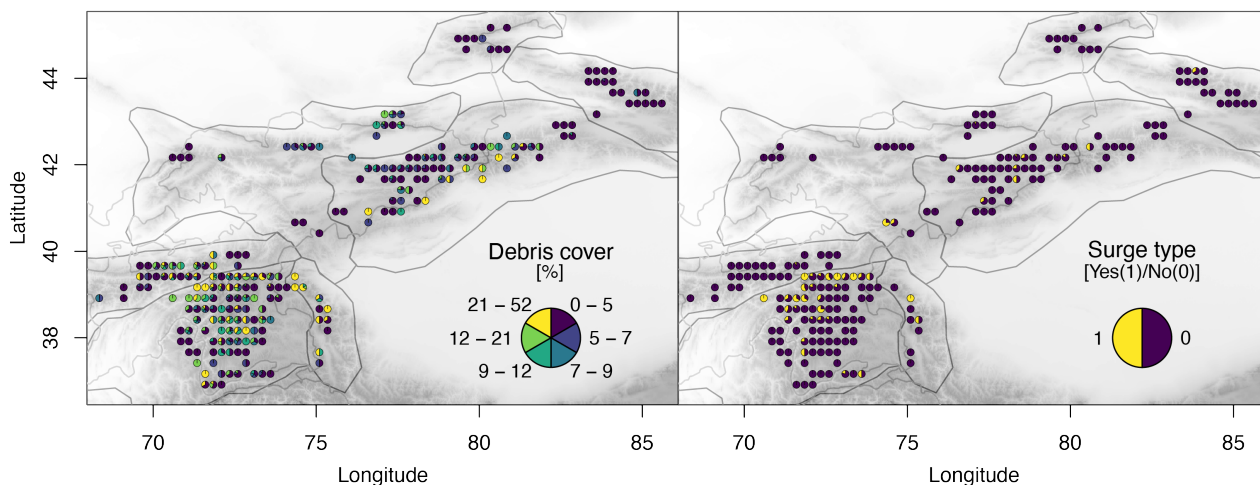 44
42
40
38
Latitude
Debris cover
[%]
21 – 52
0 – 5
12 – 21
5 – 7
9 – 12
7 – 9
70
75
80
85
Longitude
Surge type
[Yes(1)/No(0)]
1
0
70
75
80
85
Longitude